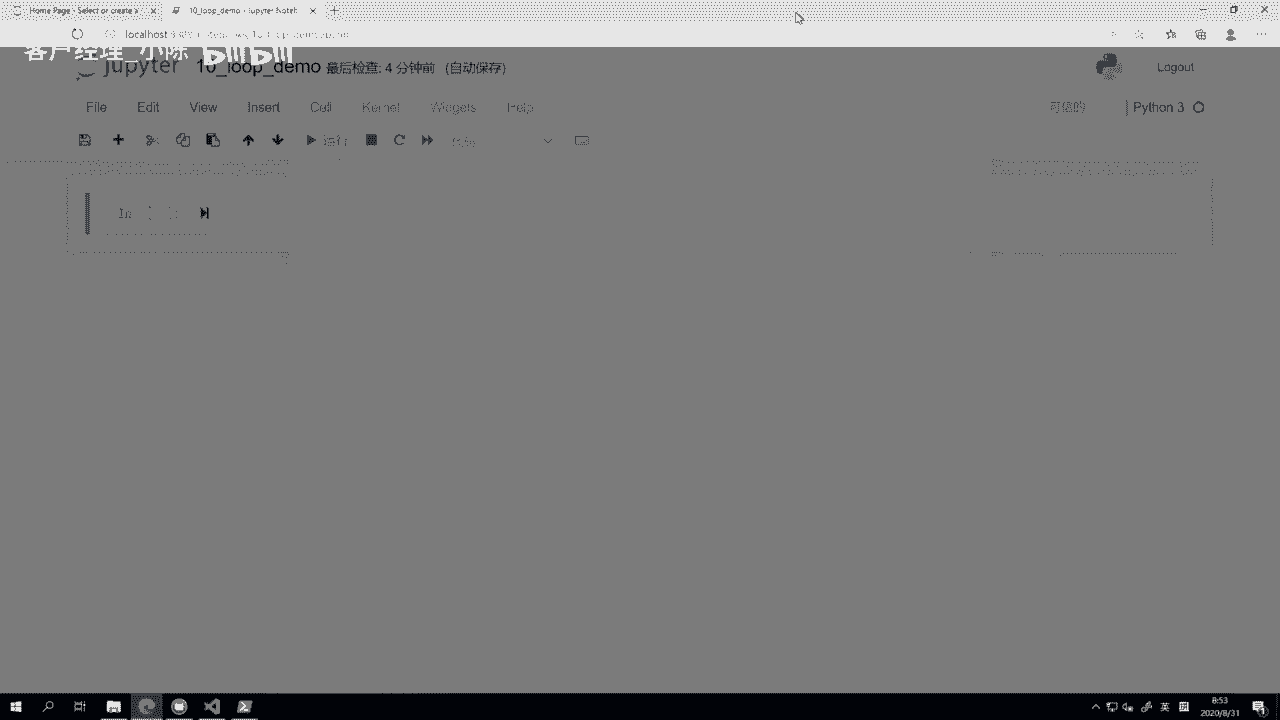 Home Page - Select or create a
10_loop_demo - Jupyter Noteb
localhost
客户经理_小陈 bilibili
jupyter 10_loop_demo 最后检查: 4 分钟前 (自动保存)
Logout
File Edit View Insert Cell Kernel Widgets Help
可信的 Python 3
运行
In [ ]:
英
8:53
2020/8/31